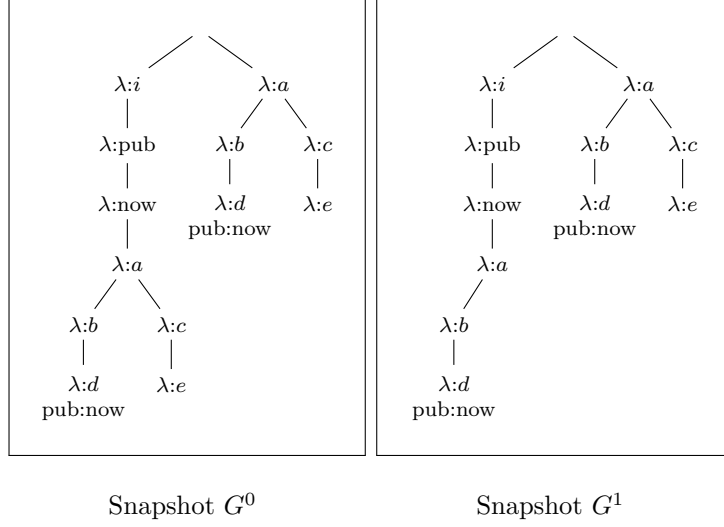 λ:i λ:a
λ:pub λ:b λ:c
λ:now λ:d λ:e
pub:now
λ:a
λ:b λ:c
λ:d λ:e
pub:now
Snapshot G⁰
λ:i λ:a
λ:pub λ:b λ:c
λ:now λ:d λ:e
pub:now
λ:a
λ:b
λ:d
pub:now
Snapshot G¹